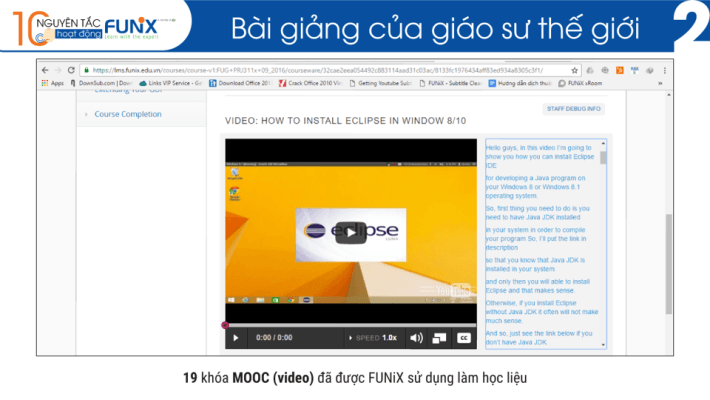 10 NGUYÊN TẮC
hoạt động
FUNiX
Learn with the experts
Bài giảng của giáo sư thế giới
2
https://lms.funix.edu.vn/courses/course-v1:FUG+PRJ311x+09_2016/courseware/32cae2eea054492c883114aad31c03ac/8133fc1976434aff83ed934a8305c3f1/
Apps
DownSub.com | Down
Links VIP Service - Ge
Download Office 201
Crack Office 2010 Vĩn
Getting Youtube Subt
FUNiX - Subtitle Clea
Hướng dẫn dịch thuật
FUNiX vRoom
Extending Your GUI
Course Completion
STAFF DEBUG INFO
VIDEO: HOW TO INSTALL ECLIPSE IN WINDOW 8/10
eclipse
0:00 / 0:00
SPEED 1.0x
CC
Hello guys, in this video I'm going to
show you how you can install Eclipse
IDE
for developing a Java program on
your Windows 8 or Windows 8.1
operating system.
So, first thing you need to do is you
need to have Java JDK installed
in your system in order to compile
your program So, I'll put the link in
description
so that you know that Java JDK is
installed in your system
and only then you will able to install
Eclipse and that makes sense.
Otherwise, if you install Eclipse
without Java JDK it often will not make
much sense.
And so, just see the link below if you
don't have Java JDK
19 khóa MOOC (video) đã được FUNiX sử dụng làm học liệu